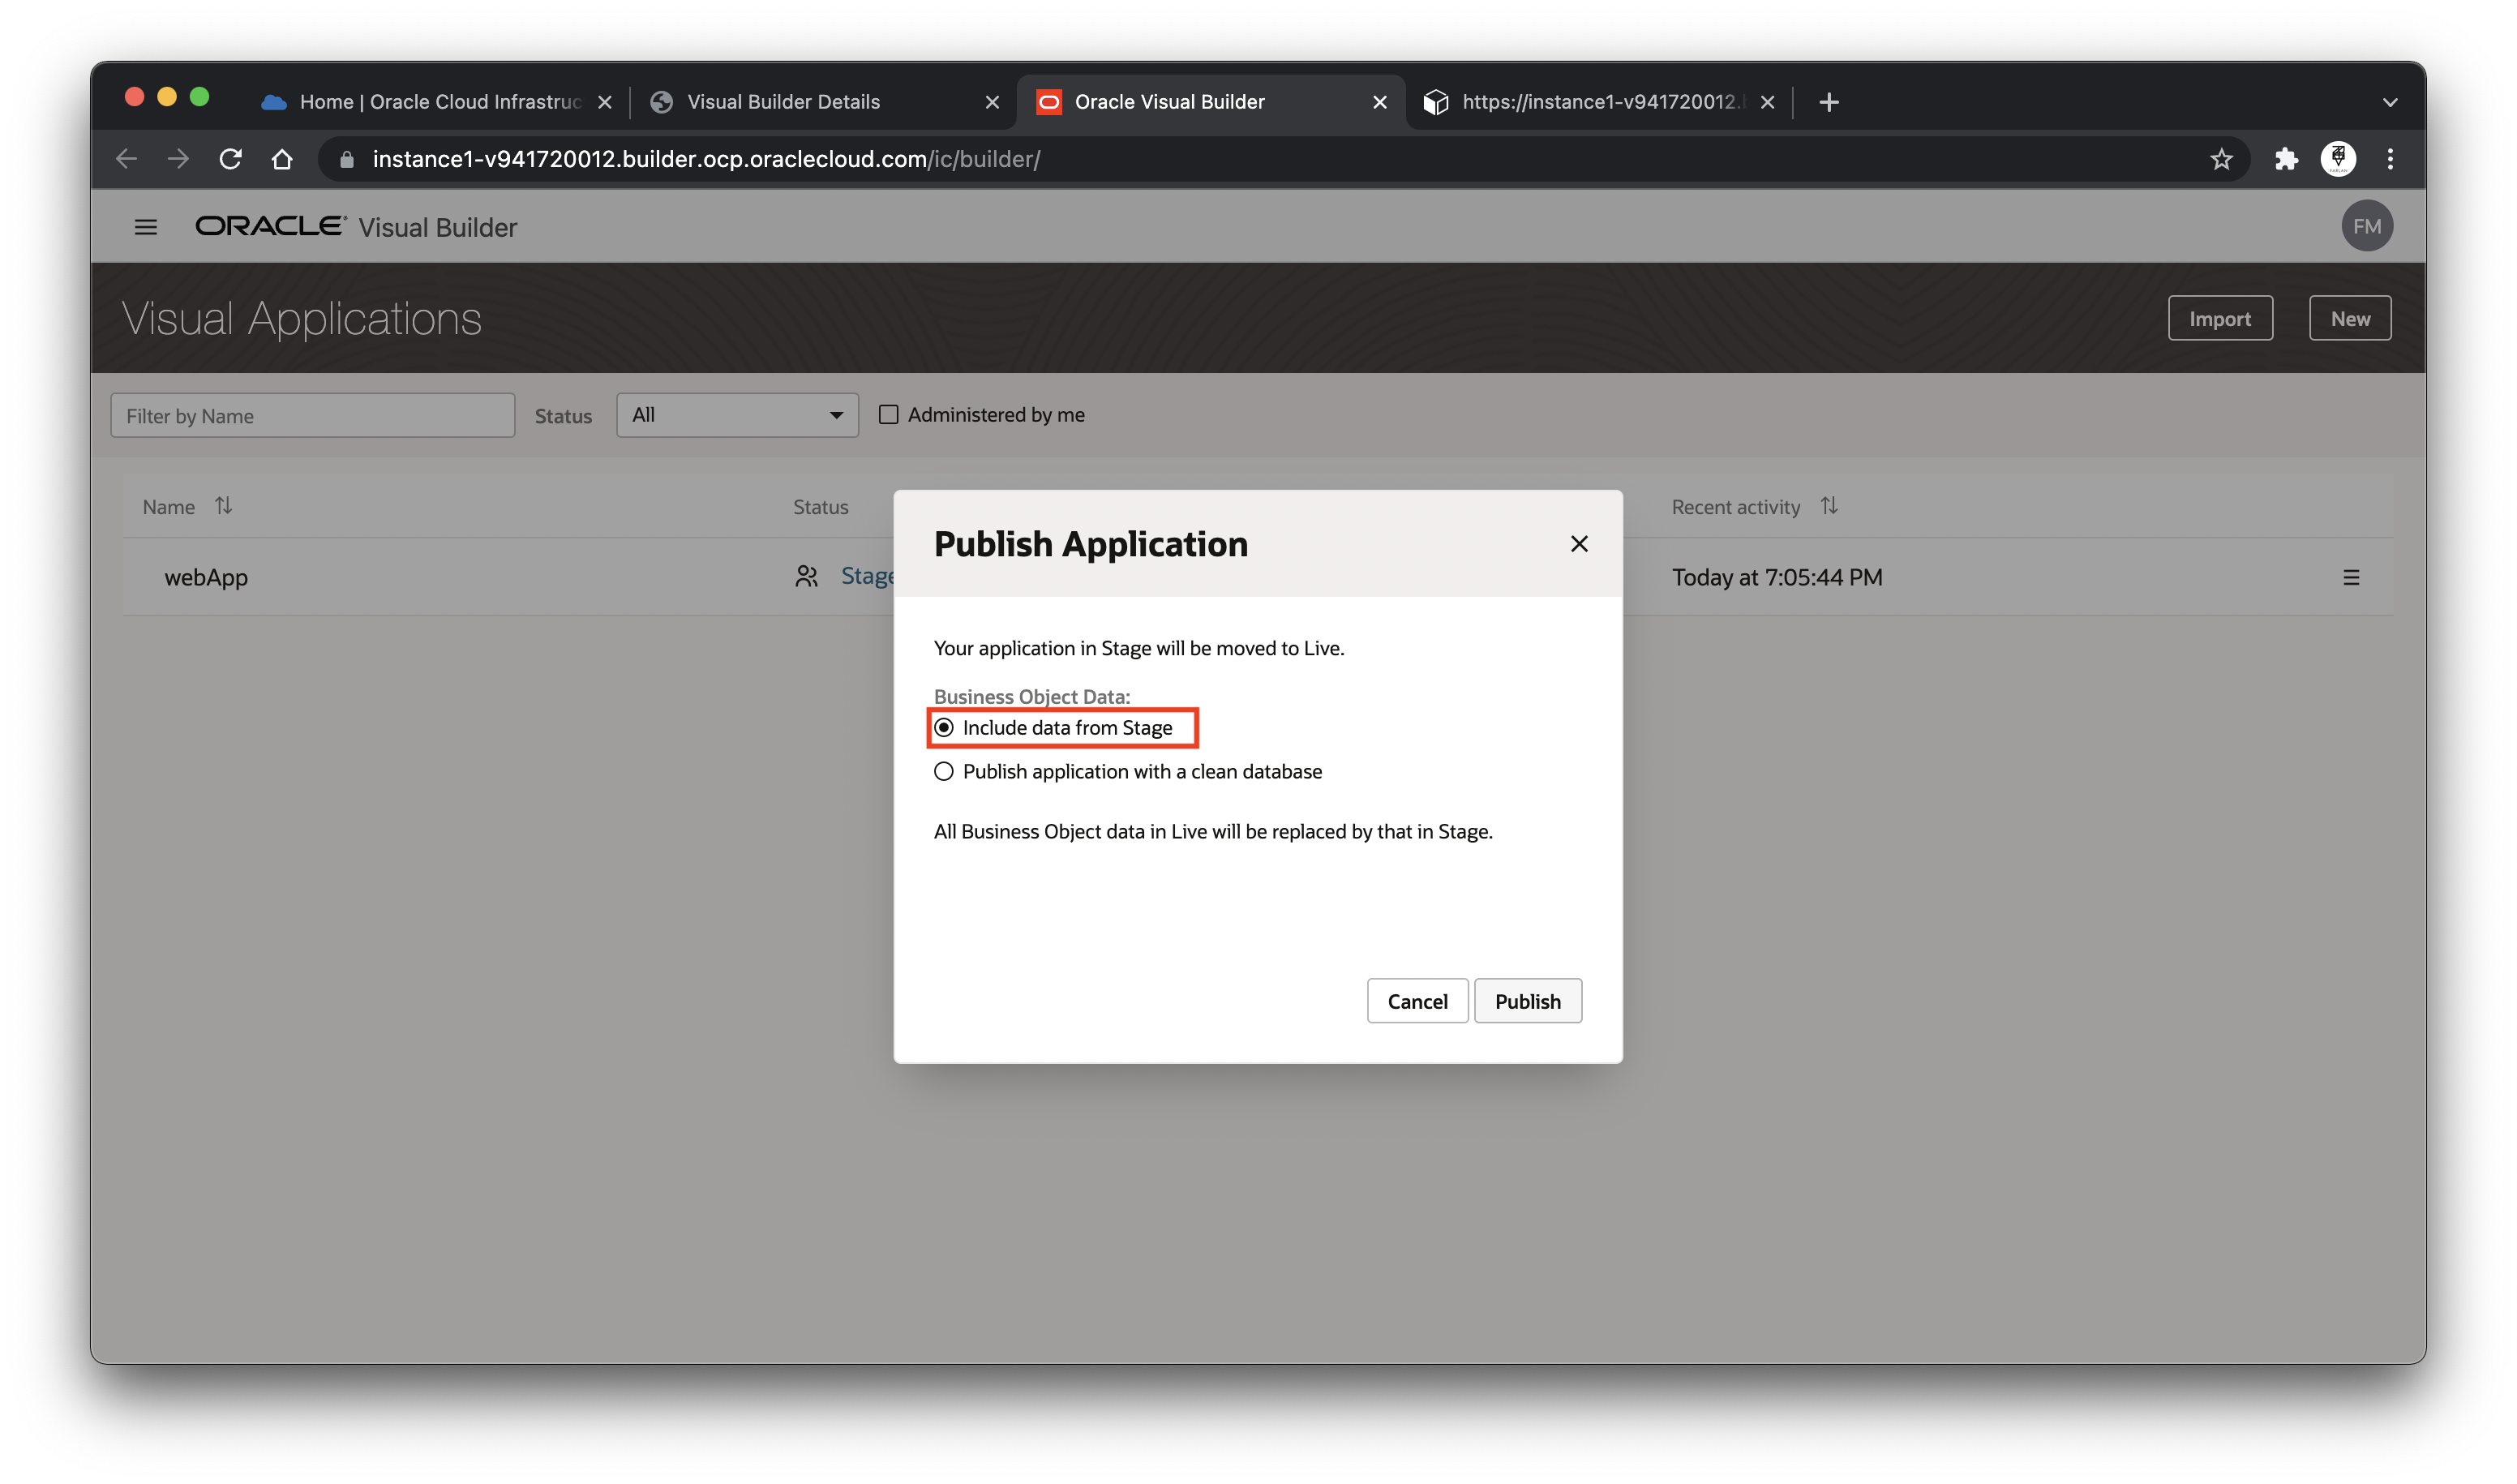 Home | Oracle Cloud Infrastruc
Visual Builder Details
Oracle Visual Builder
https://instance1-v941720012.
instance1-v941720012.builder.ocp.oraclecloud.com/ic/builder/
ORACLE Visual Builder
FM
Visual Applications
Import
New
Filter by Name
Status
All
Administered by me
Name
Status
Recent activity
webApp
Stage
Today at 7:05:44 PM
Publish Application
Your application in Stage will be moved to Live.
Business Object Data:
Include data from Stage
Publish application with a clean database
All Business Object data in Live will be replaced by that in Stage.
Cancel
Publish